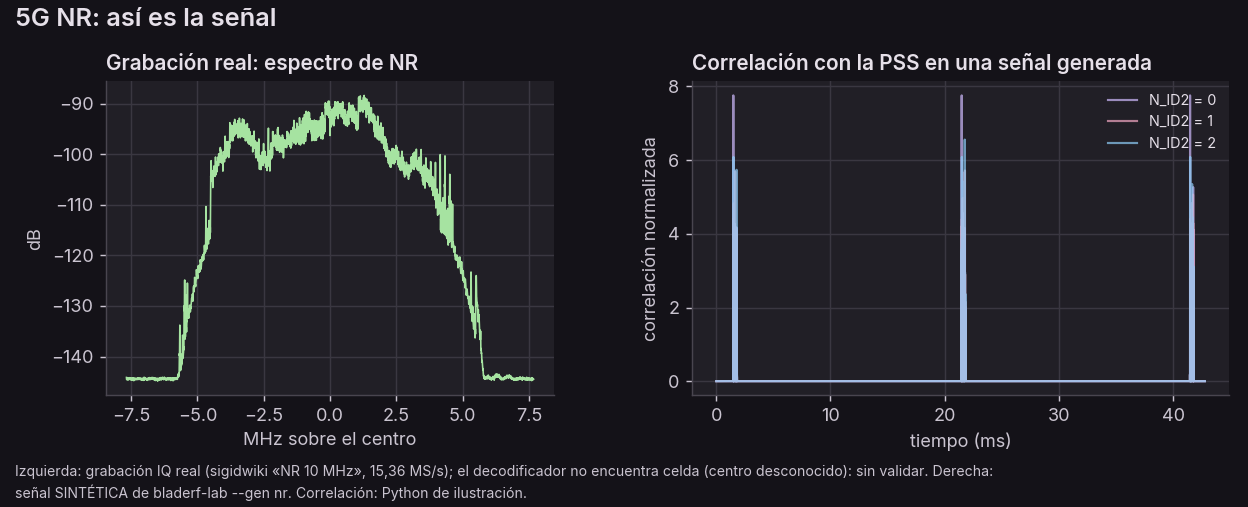 5G NR: así es la señal
Grabación real: espectro de NR
−90
−100
−110
−120
−130
−140
dB
−7.5
−5.0
−2.5
0.0
2.5
5.0
7.5
MHz sobre el centro
Correlación con la PSS en una señal generada
8
6
4
2
0
correlación normalizada
N_ID2 = 0
N_ID2 = 1
N_ID2 = 2
0
10
20
30
40
tiempo (ms)
Izquierda: grabación IQ real (sigidwiki «NR 10 MHz», 15,36 MS/s); el decodificador no encuentra celda (centro desconocido): sin validar. Derecha:
señal SINTÉTICA de bladerf-lab --gen nr. Correlación: Python de ilustración.